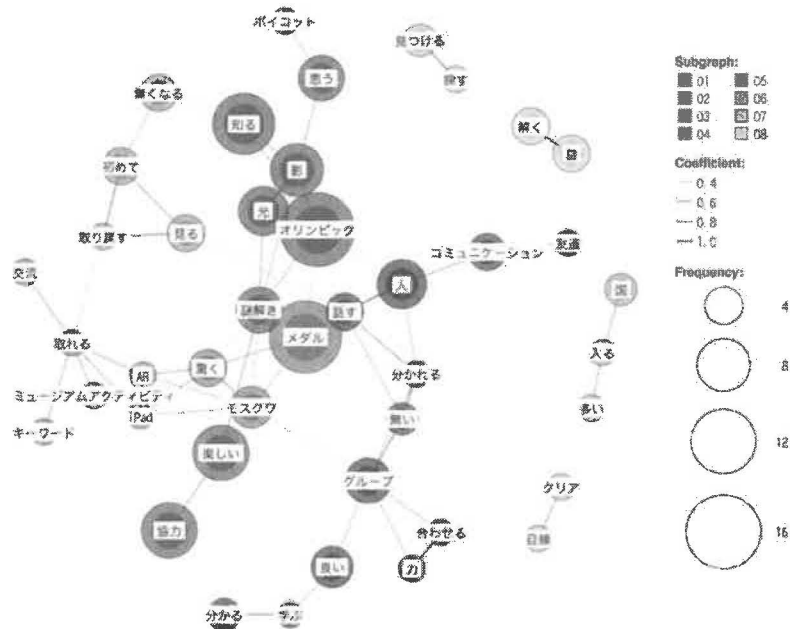 ボイコット
見つける
探す
思う
無くなる
知る
解く
謎
影
初めて
光
オリンピック
取り戻す
見る
コミュニケーション
友達
交流
人
国
謎解き
話す
メダル
取れる
入る
AR
驚く
分かれる
ミュージアムアクティビティ
iPad
モスクワ
無い
多い
キーワード
楽しい
グループ
クリア
協力
合わせる
目標
良い
力
分かる
学ぶ
Subgraph:
01 05
02 06
03 07
04 08
Coefficient:
0.4
0.6
0.8
1.0
Frequency:
4
8
12
16